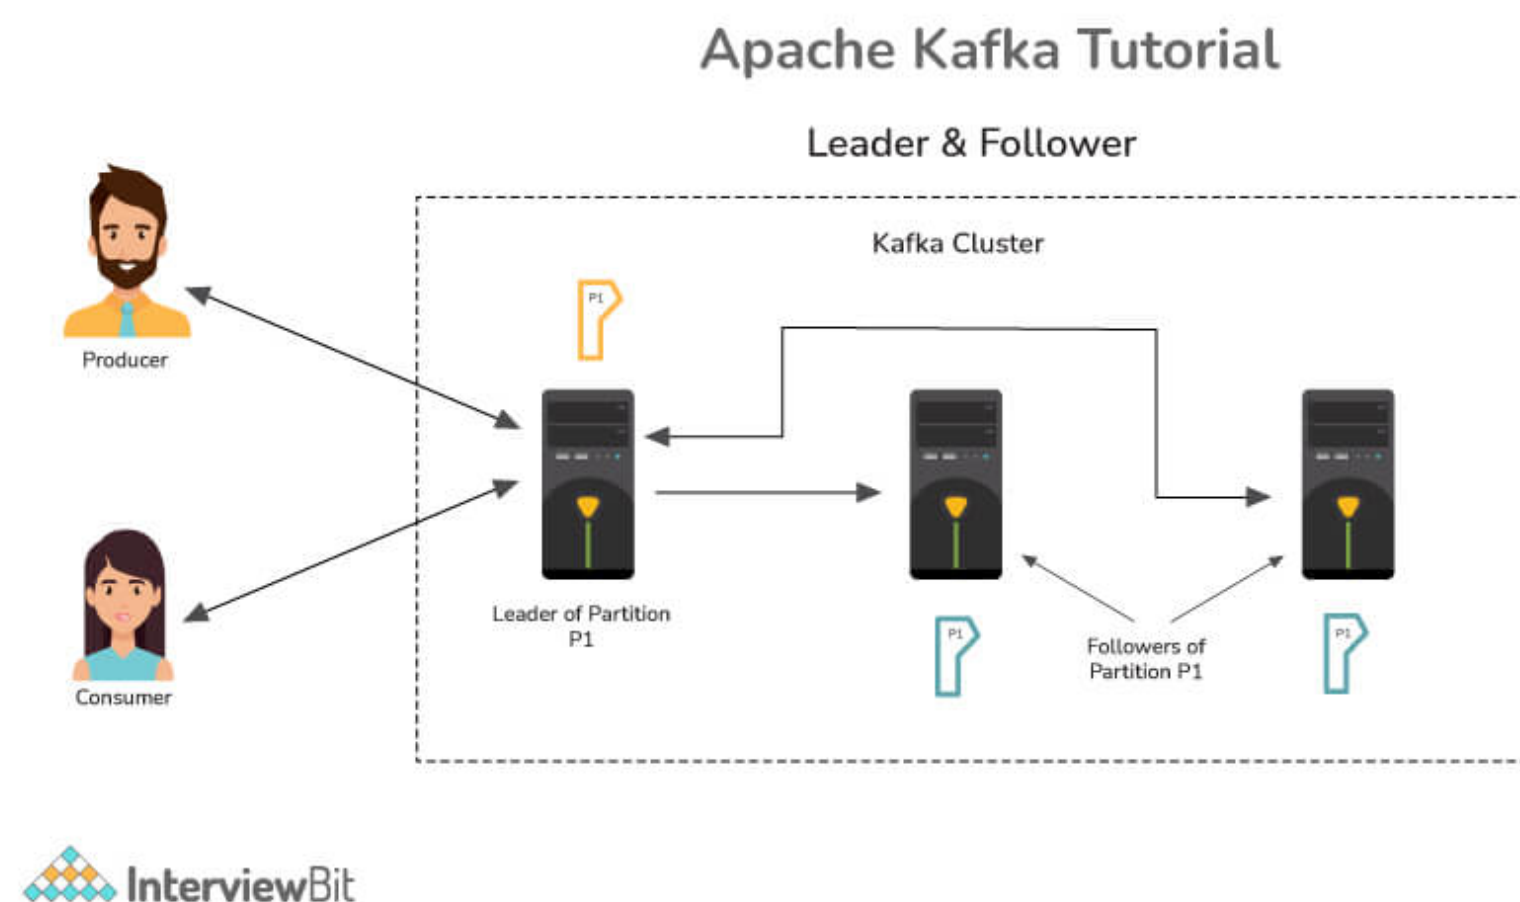 Apache Kafka Tutorial
Leader & Follower
Kafka Cluster
P1
Producer
Leader of Partition
P1
P1
Followers of
Partition P1
P1
Consumer
InterviewBit